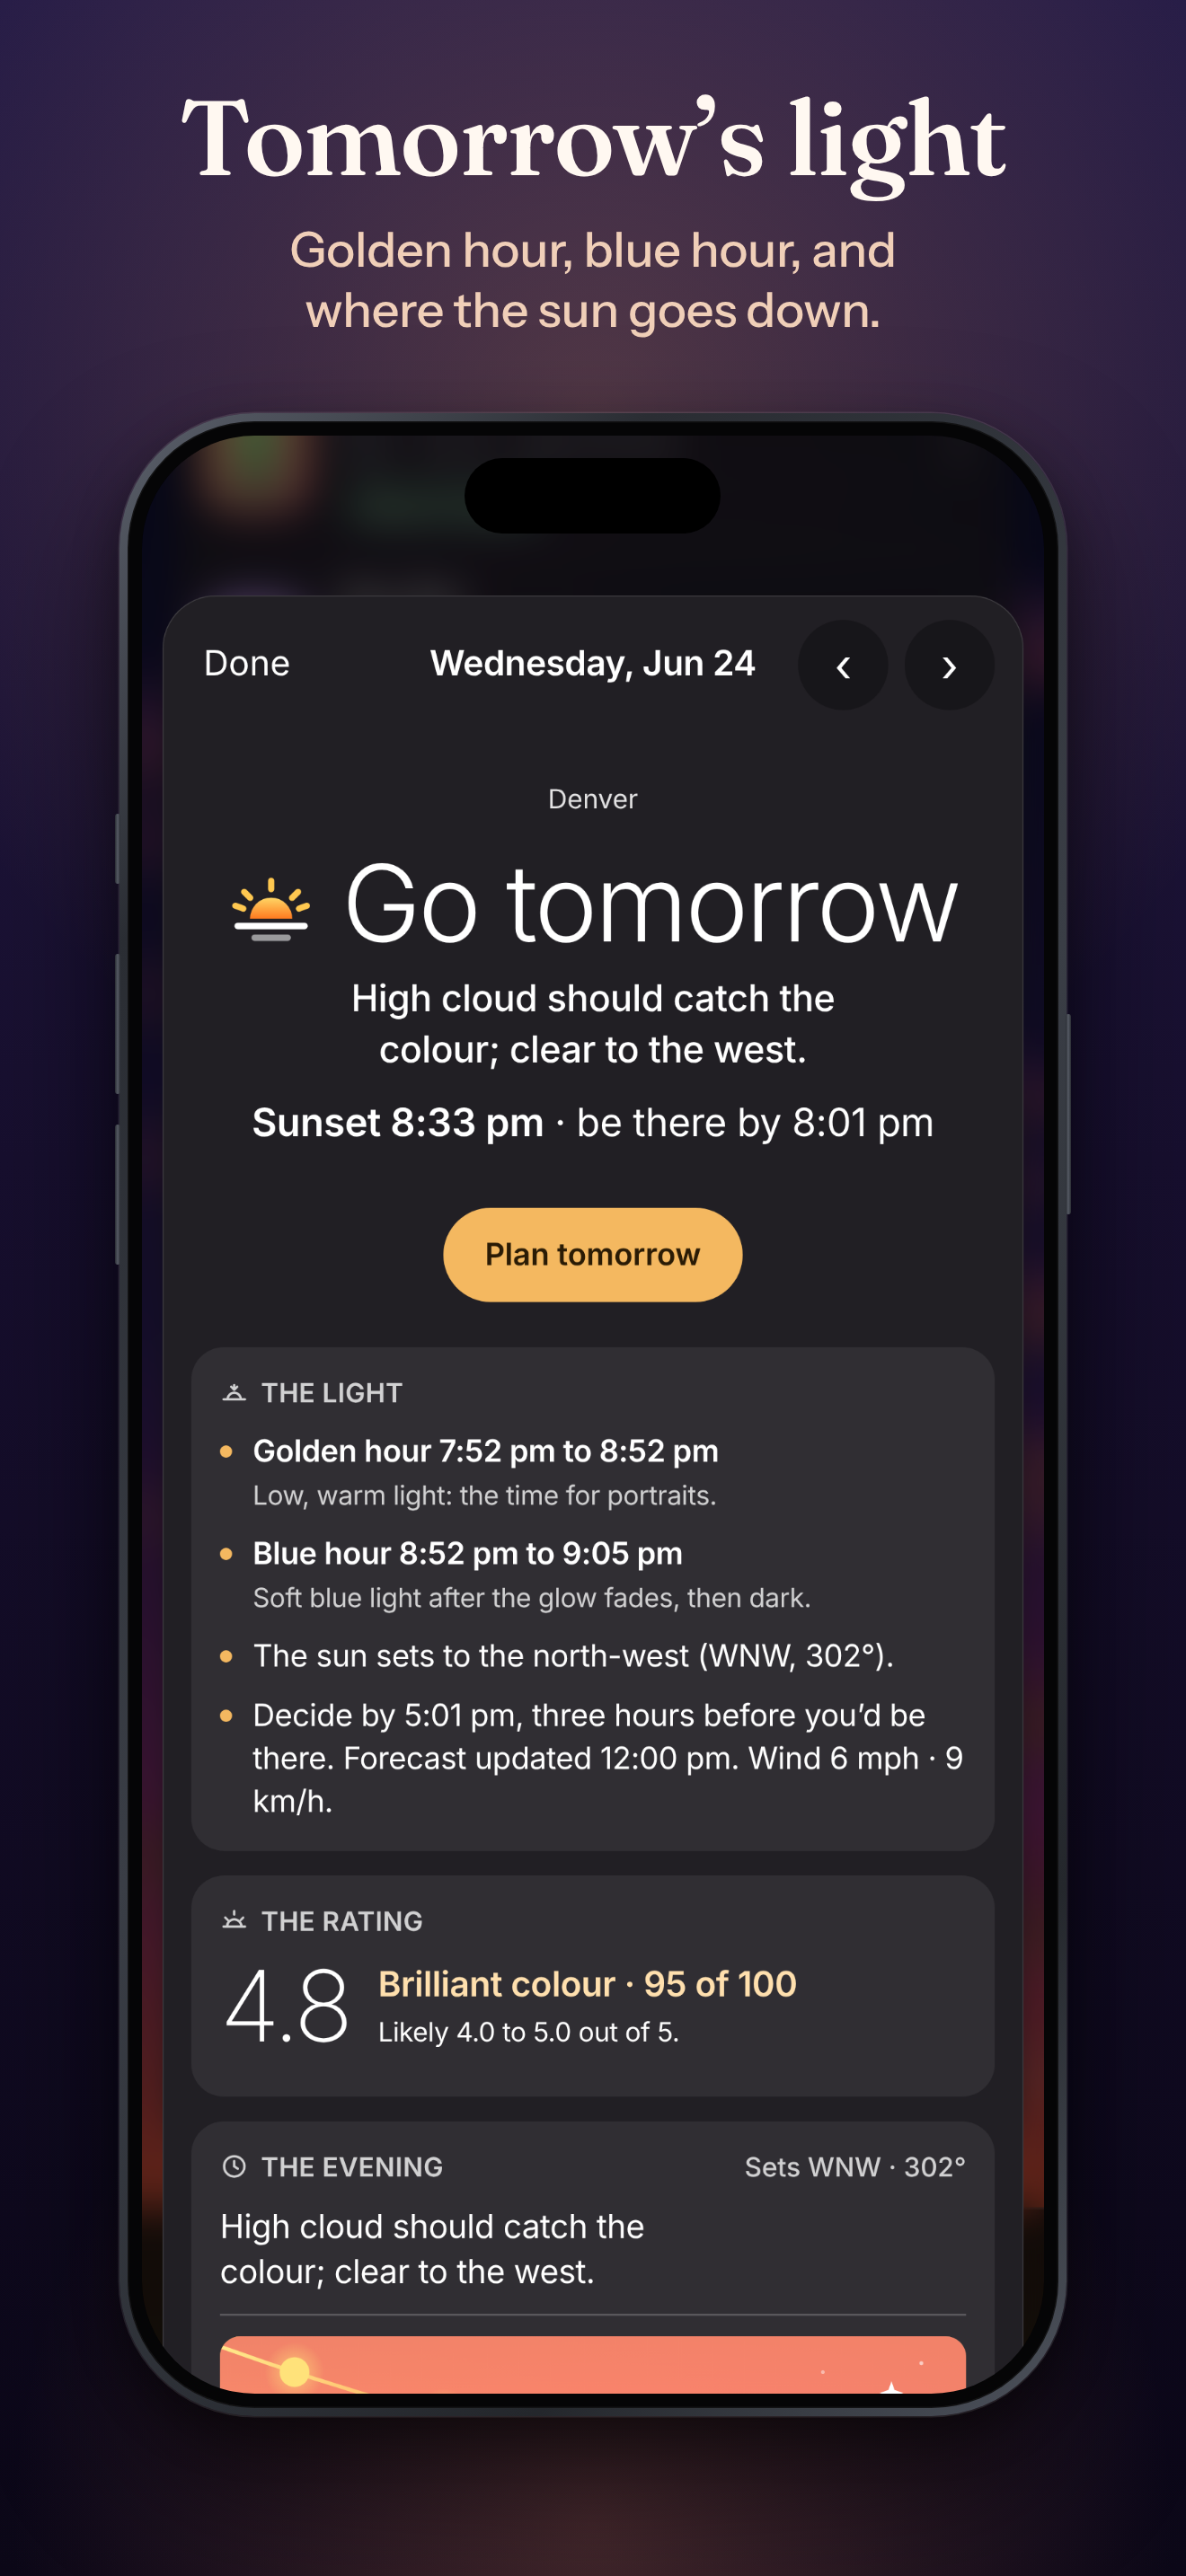 Tomorrow’s light
Golden hour, blue hour, and
where the sun goes down.
Done
Wednesday, Jun 24
Denver
Go tomorrow
High cloud should catch the
colour; clear to the west.
Sunset 8:33 pm · be there by 8:01 pm
Plan tomorrow
THE LIGHT
Golden hour 7:52 pm to 8:52 pm
Low, warm light: the time for portraits.
Blue hour 8:52 pm to 9:05 pm
Soft blue light after the glow fades, then dark.
The sun sets to the north-west (WNW, 302°).
Decide by 5:01 pm, three hours before you’d be
there. Forecast updated 12:00 pm. Wind 6 mph · 9
km/h.
THE RATING
4.8
Brilliant colour · 95 of 100
Likely 4.0 to 5.0 out of 5.
THE EVENING
Sets WNW · 302°
High cloud should catch the
colour; clear to the west.